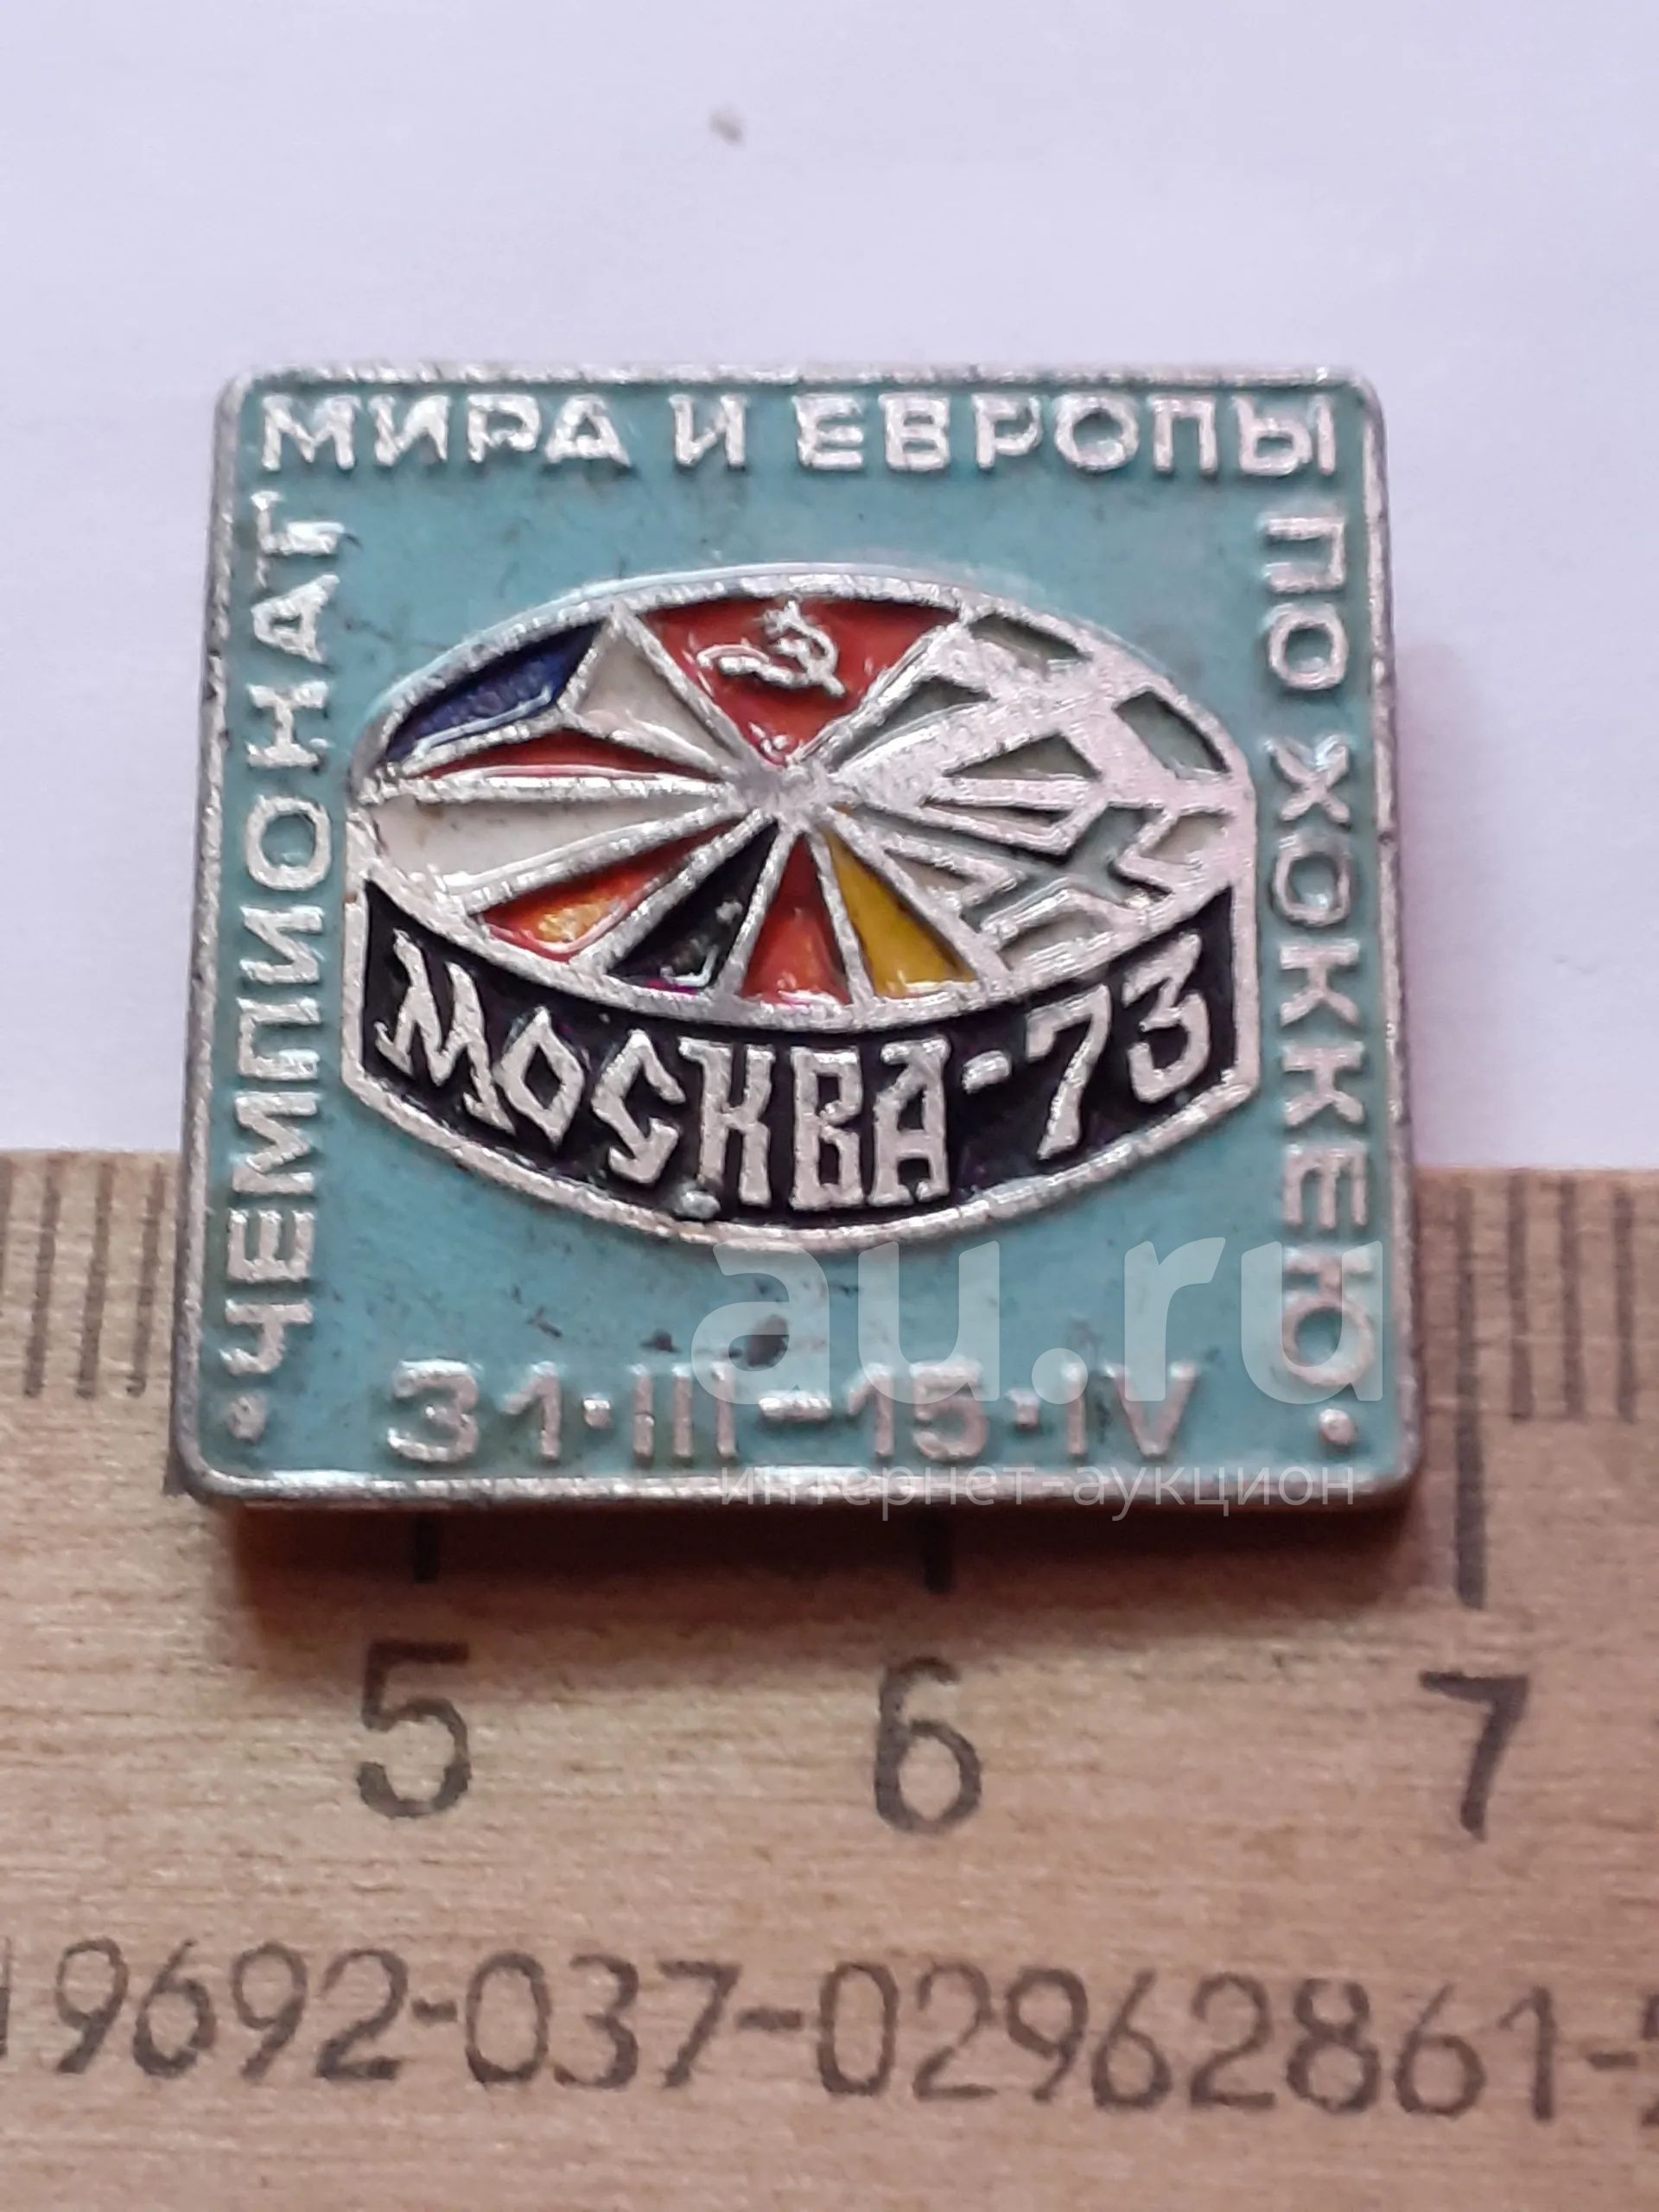 ЧЕМПИОНАТ
МИРА И ЕВРОПЫ
ПО ХОККЕЮ
МОСКВА-73
31·III-15·IV
au.ru
интернет-аукцион
5 6 7
9692-037-02962861-